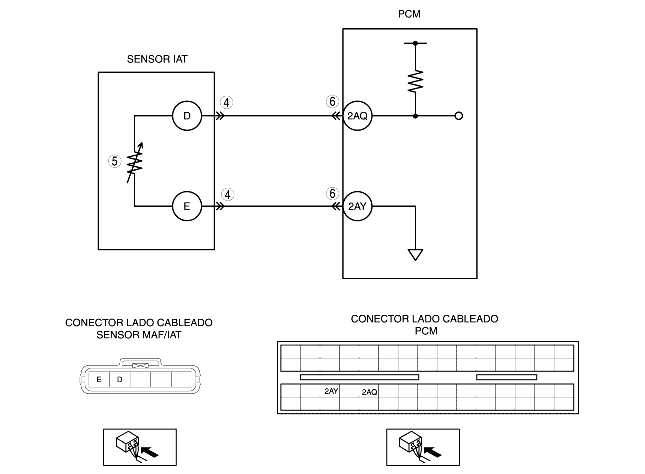 PCM
SENSOR IAT
D
4
6
2AQ
5
E
4
6
2AY
CONECTOR LADO CABLEADO
SENSOR MAF/IAT
CONECTOR LADO CABLEADO
PCM
E D
2AY 2AQ